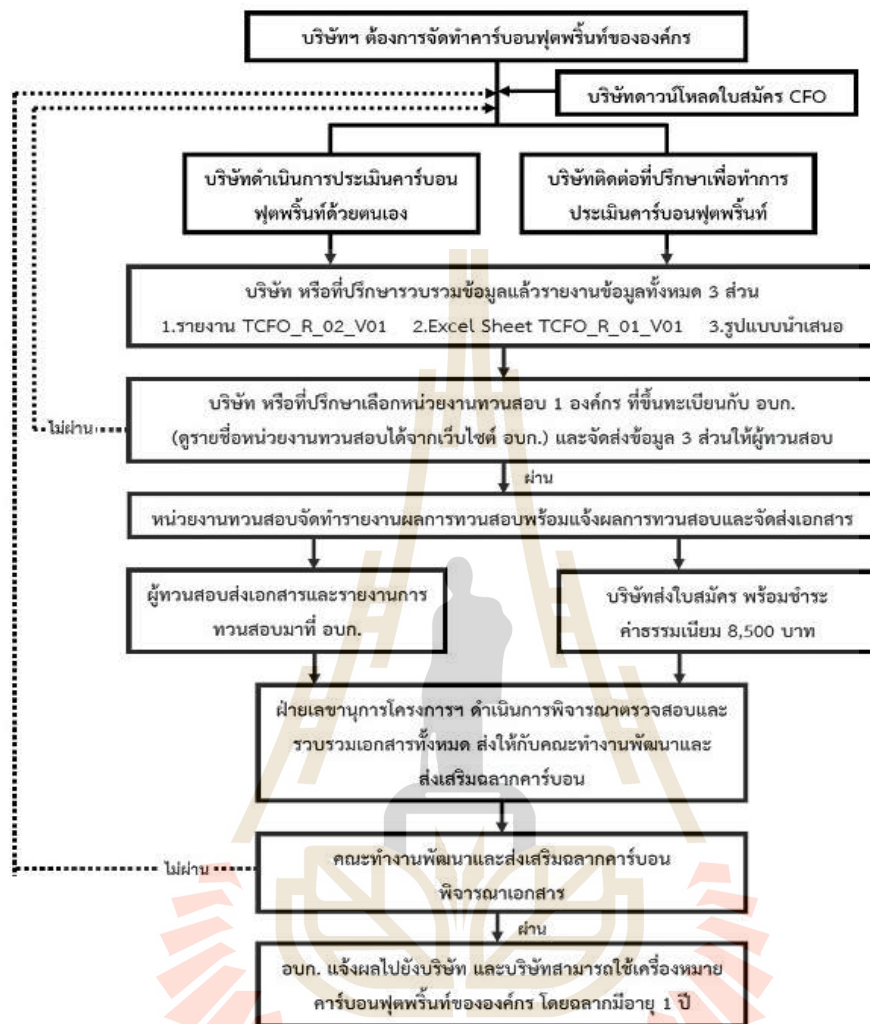 บริษัทฯ ต้องการจัดทำคาร์บอนฟุตพริ้นท์ขององค์กร
บริษัทดาวน์โหลดใบสมัคร CFO
บริษัทดำเนินการประเมินคาร์บอน
ฟุตพริ้นท์ด้วยตนเอง
บริษัทติดต่อที่ปรึกษาเพื่อทำการ
ประเมินคาร์บอนฟุตพริ้นท์
บริษัท หรือที่ปรึกษารวบรวมข้อมูลแล้วรายงานข้อมูลทั้งหมด 3 ส่วน
1.รายงาน TCFO_R_02_V01 2.Excel Sheet TCFO_R_01_V01 3.รูปแบบนำเสนอ
บริษัท หรือที่ปรึกษาเลือกหน่วยงานทวนสอบ 1 องค์กร ที่ขึ้นทะเบียนกับ อบก.
(ดูรายชื่อหน่วยงานทวนสอบได้จากเว็บไซต์ อบก.) และจัดส่งข้อมูล 3 ส่วนให้ผู้ทวนสอบ
ไม่ผ่าน
ผ่าน
หน่วยงานทวนสอบจัดทำรายงานผลการทวนสอบพร้อมแจ้งผลการทวนสอบและจัดส่งเอกสาร
ผู้ทวนสอบส่งเอกสารและรายงานการ
ทวนสอบมาที่ อบก.
บริษัทส่งใบสมัคร พร้อมชำระ
ค่าธรรมเนียม 8,500 บาท
ฝ่ายเลขานุการโครงการฯ ดำเนินการพิจารณาตรวจสอบและ
รวบรวมเอกสารทั้งหมด ส่งให้กับคณะทำงานพัฒนาและ
ส่งเสริมฉลากคาร์บอน
ไม่ผ่าน
คณะทำงานพัฒนาและส่งเสริมฉลากคาร์บอน
พิจารณาเอกสาร
ผ่าน
อบก. แจ้งผลไปยังบริษัท และบริษัทสามารถใช้เครื่องหมาย
คาร์บอนฟุตพริ้นท์ขององค์กร โดยฉลากมีอายุ 1 ปี